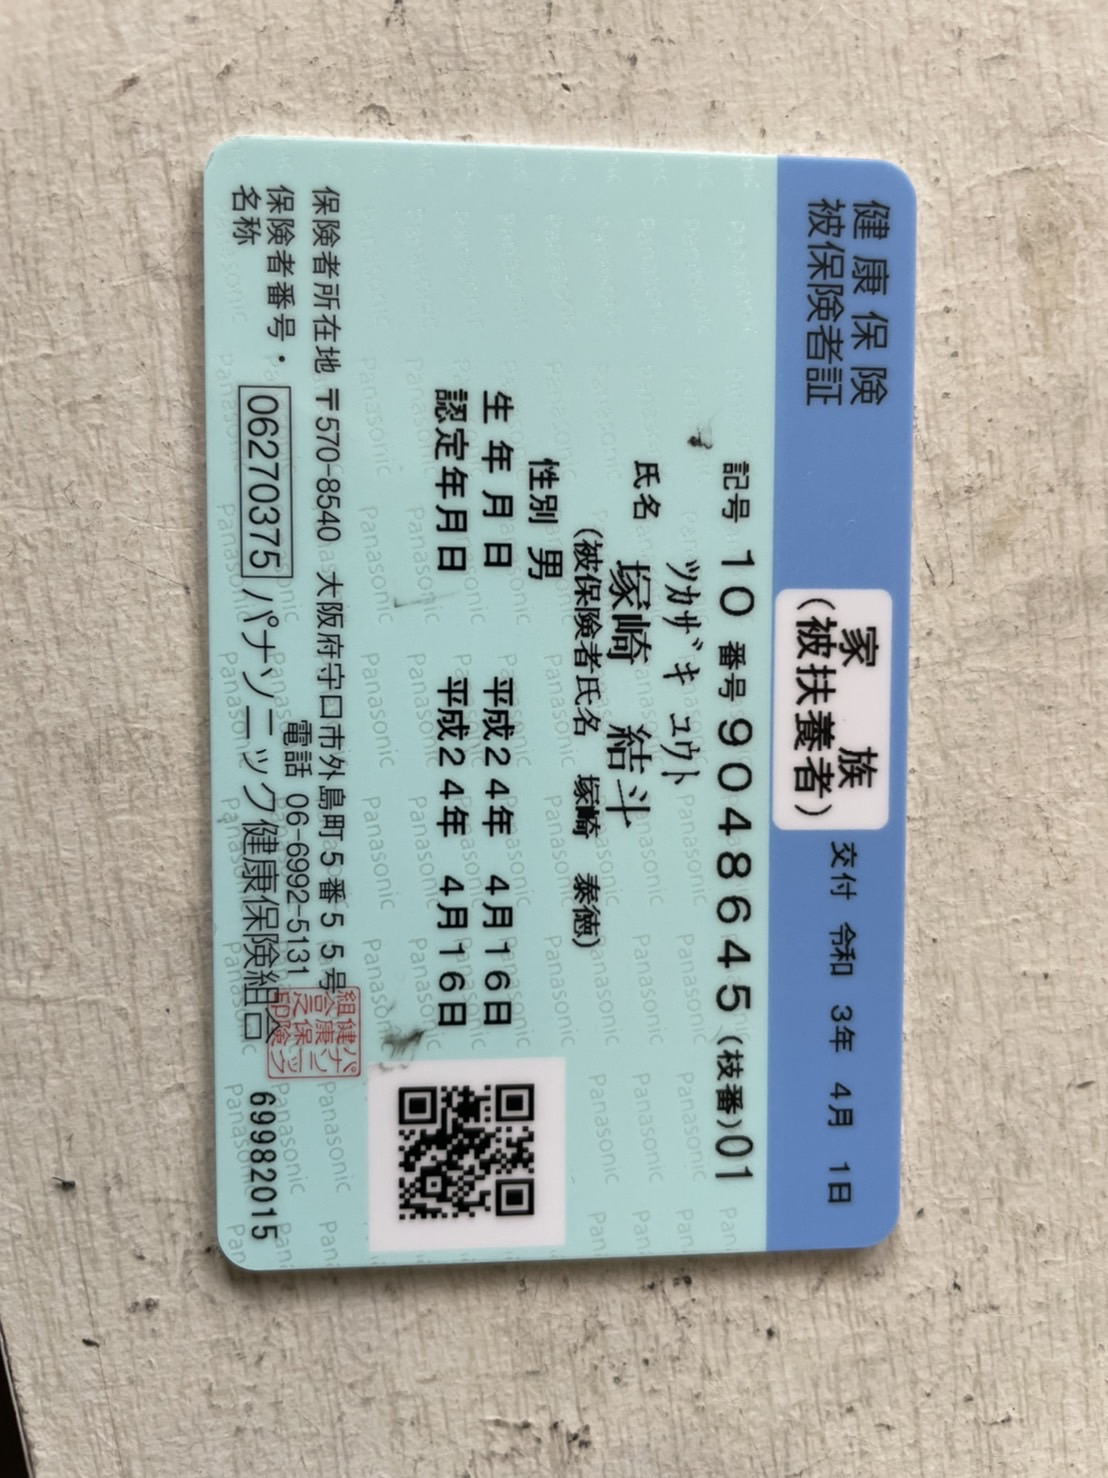 健康保険
被保険者証
家族
(被扶養者)
交付 令和 3年 4月 1日
記号 10 番号 90486645 (枝番)01
ﾂｶｻﾞｷ ﾕｳﾄ
氏名 塚崎 結斗
(被保険者氏名 塚崎 泰徳)
性別 男
生年月日 平成24年 4月16日
認定年月日 平成24年 4月16日
保険者所在地 〒570-8540 大阪府守口市外島町5番55号
電話 06-6992-5131
保険者番号・
名称
06270375 パナソニック健康保険組合
69982015
Panasonic